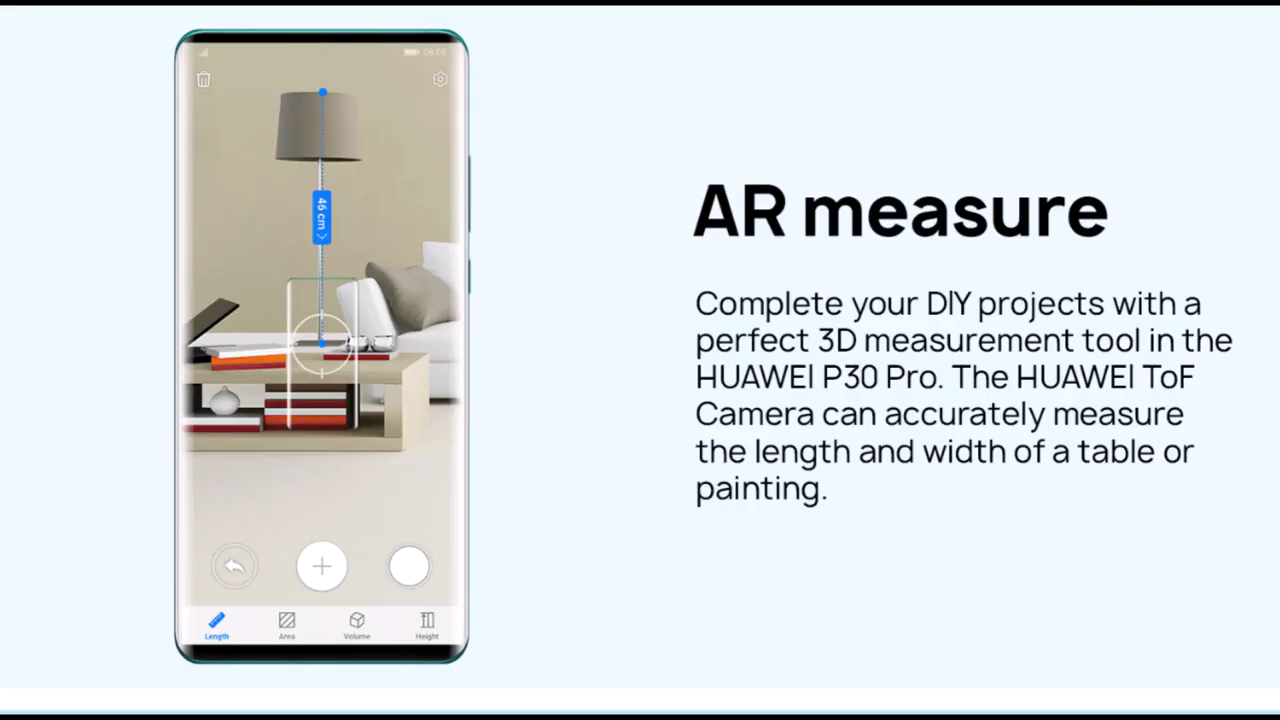 46 cm
Length Area Volume Height
AR measure
Complete your DIY projects with a
perfect 3D measurement tool in the
HUAWEI P30 Pro. The HUAWEI ToF
Camera can accurately measure
the length and width of a table or
painting.